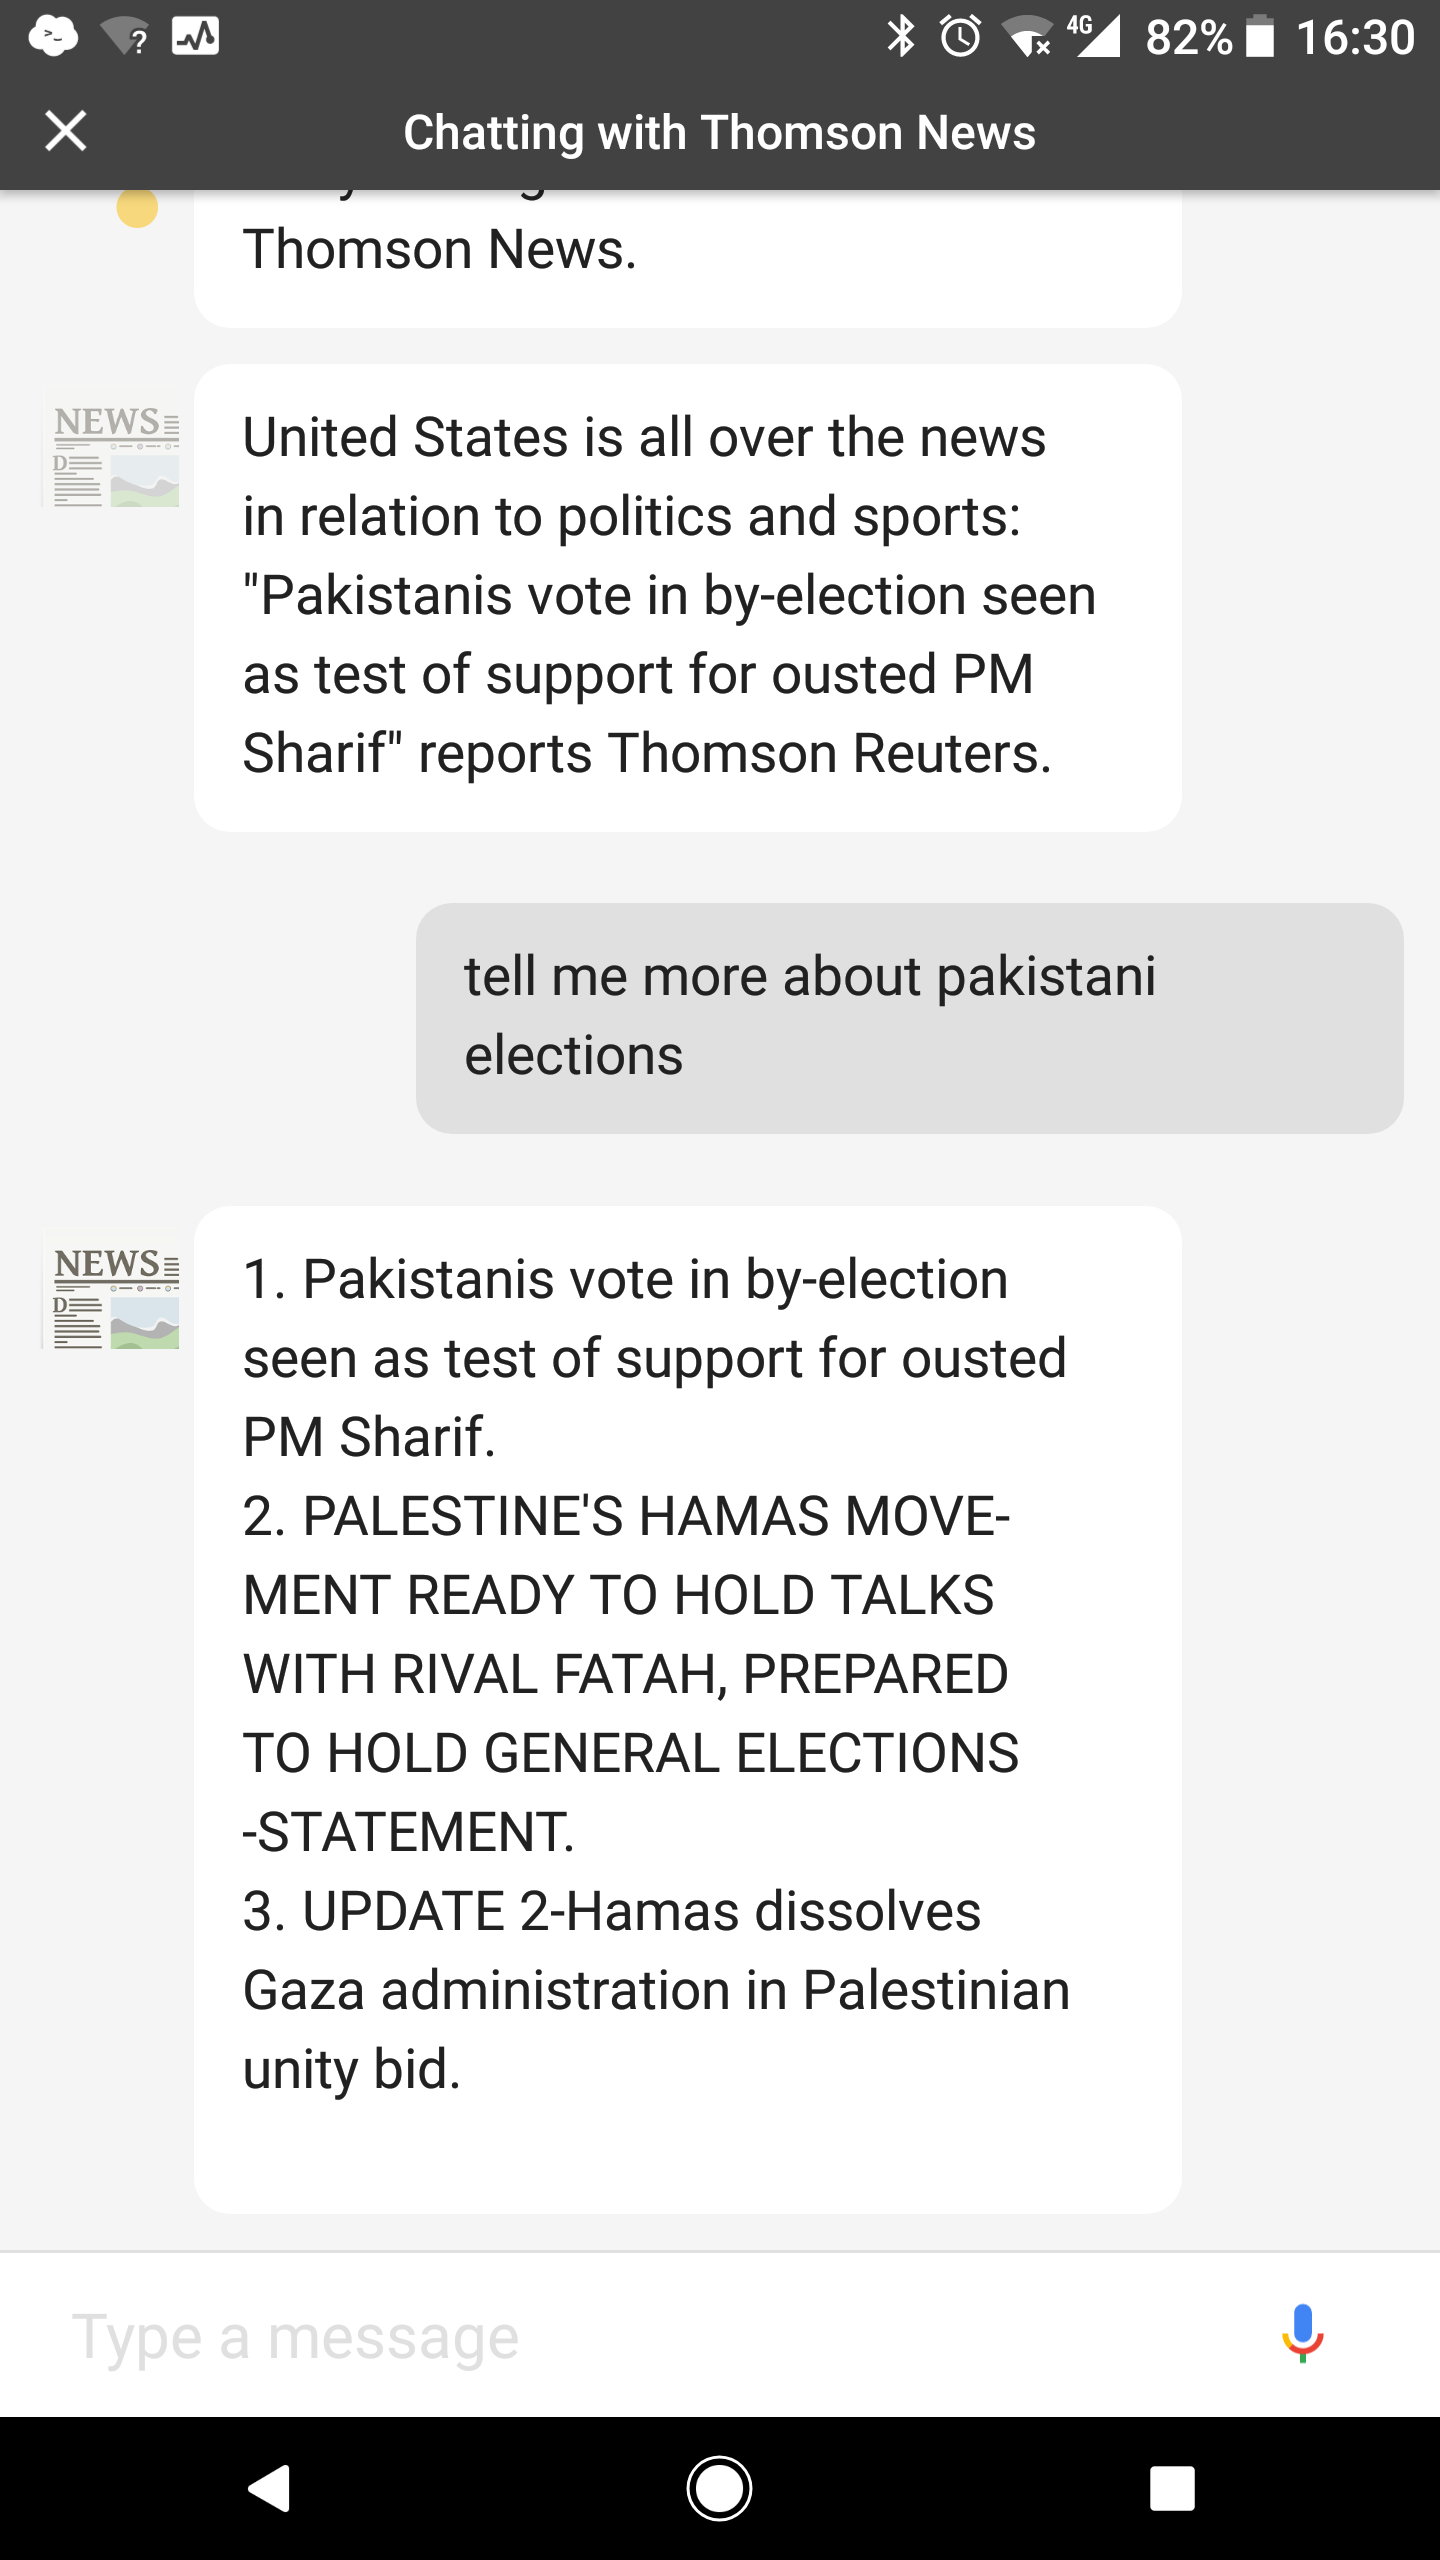 82% 16:30
4G
Chatting with Thomson News
Thomson News.
NEWS
D
United States is all over the news
in relation to politics and sports:
"Pakistanis vote in by-election seen
as test of support for ousted PM
Sharif" reports Thomson Reuters.
tell me more about pakistani
elections
NEWS
D
1. Pakistanis vote in by-election
seen as test of support for ousted
PM Sharif.
2. PALESTINE'S HAMAS MOVE-
MENT READY TO HOLD TALKS
WITH RIVAL FATAH, PREPARED
TO HOLD GENERAL ELECTIONS
-STATEMENT.
3. UPDATE 2-Hamas dissolves
Gaza administration in Palestinian
unity bid.
Type a message